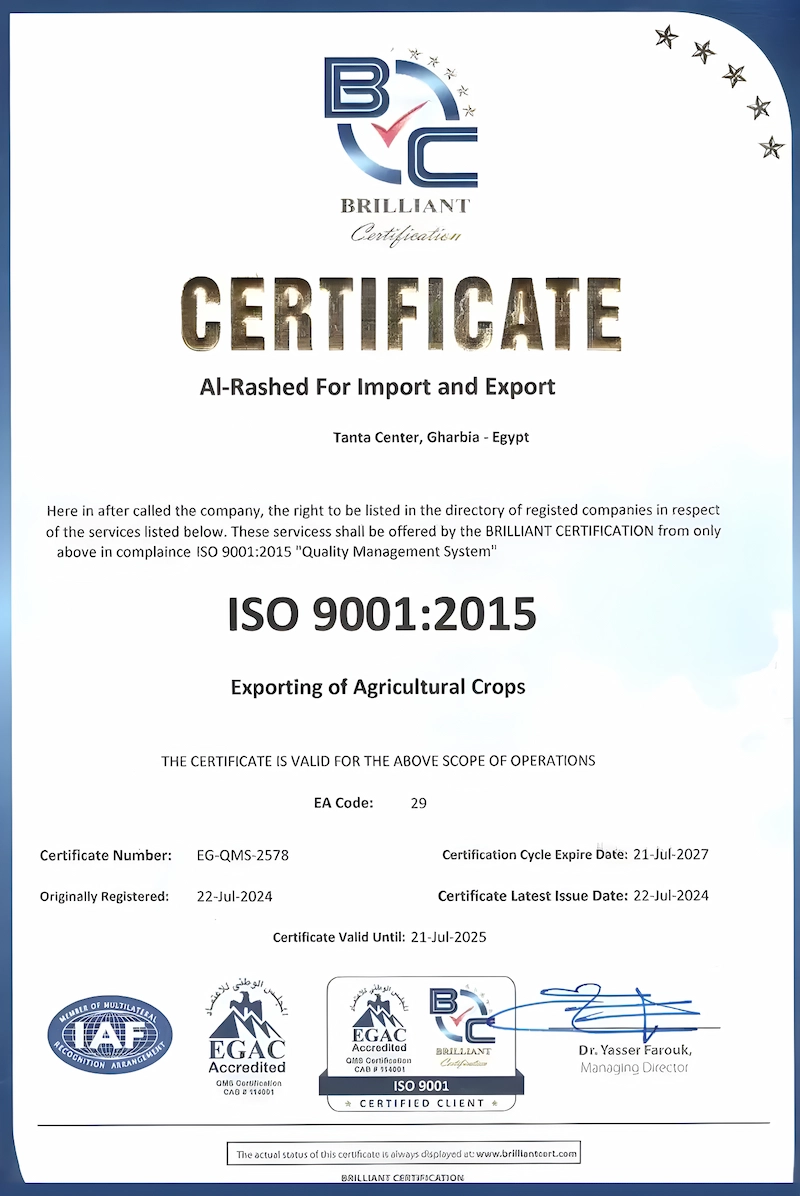 BC
BRILLIANT
Certification
CERTIFICATE
Al-Rashed For Import and Export
Tanta Center, Gharbia - Egypt
Here in after called the company, the right to be listed in the directory of registed companies in respect
of the services listed below. These servicess shall be offered by the BRILLIANT CERTIFICATION from only
above in complaince ISO 9001:2015 "Quality Management System"
ISO 9001:2015
Exporting of Agricultural Crops
THE CERTIFICATE IS VALID FOR THE ABOVE SCOPE OF OPERATIONS
EA Code: 29
Certificate Number: EG-QMS-2578
Certification Cycle Expire Date: 21-Jul-2027
Originally Registered: 22-Jul-2024
Certificate Latest Issue Date: 22-Jul-2024
Certificate Valid Until: 21-Jul-2025
MEMBER OF MULTILATERAL
IAF
RECOGNITION ARRANGEMENT
المجلس الوطني للاعتماد
EGAC
Accredited
QMS Certification
CAB # 114001
المجلس الوطني للاعتماد
EGAC
Accredited
QMS Certification
CAB # 114001
BC
BRILLIANT
Certification
ISO 9001
* CERTIFIED CLIENT *
Dr. Yasser Farouk,
Managing Director
The actual status of this certificate is always displayed at: www.brilliantcert.com
BRILLIANT CERTIFICATION